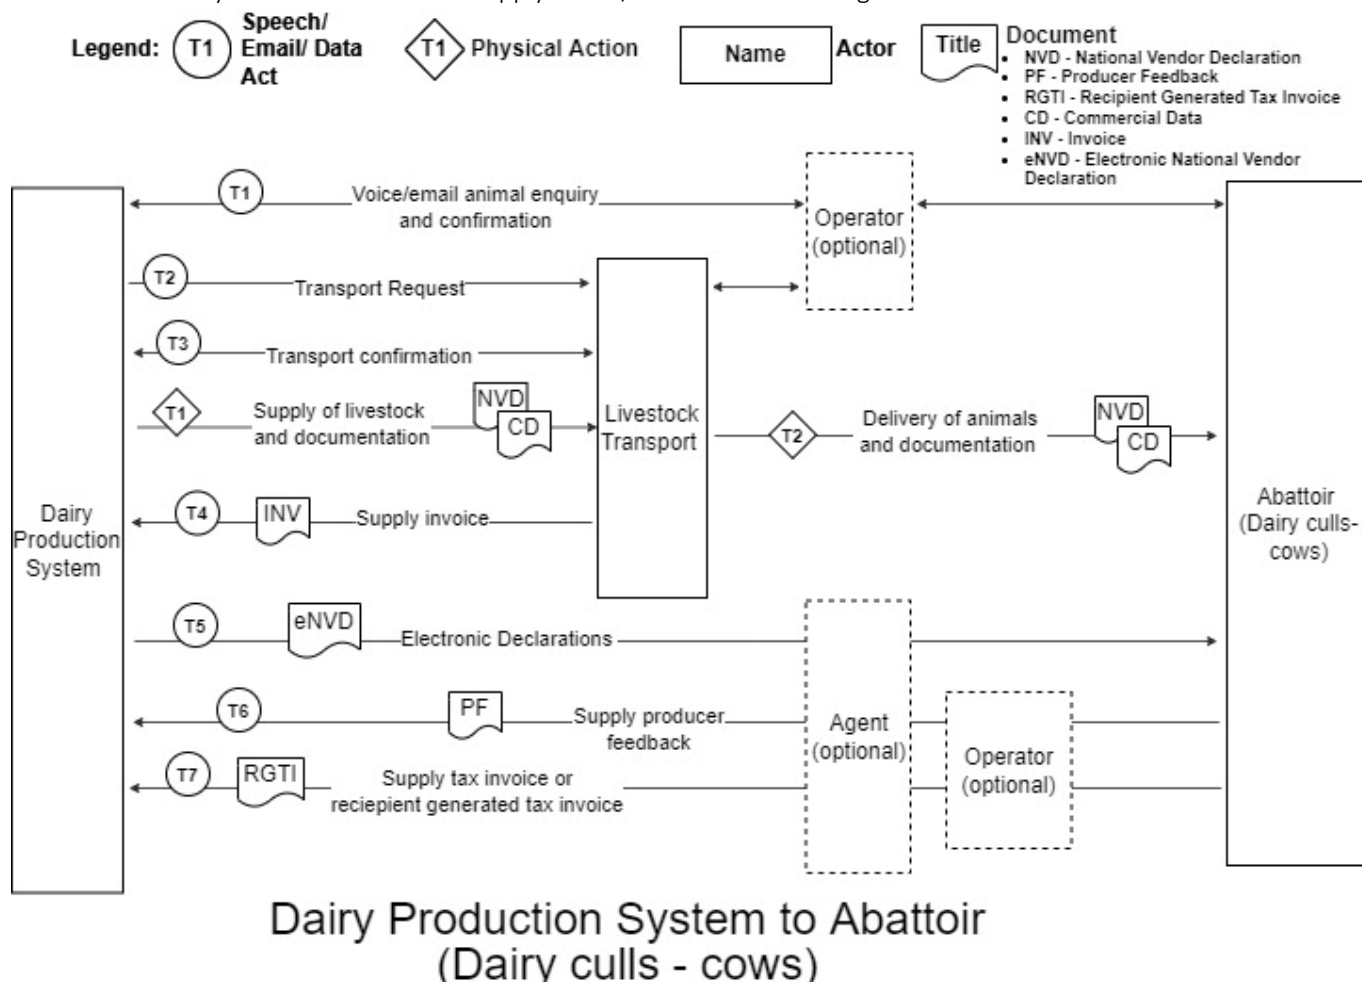 Legend:
T1
Speech/
Email/ Data
Act
T1
Physical Action
Name
Actor
Title
Document
• NVD - National Vendor Declaration
• PF - Producer Feedback
• RGTI - Recipient Generated Tax Invoice
• CD - Commercial Data
• INV - Invoice
• eNVD - Electronic National Vendor
Declaration
T1
Voice/email animal enquiry
and confirmation
Operator
(optional)
T2
Transport Request
T3
Transport confirmation
T1
Supply of livestock
and documentation
NVD
CD
Livestock
Transport
T2
Delivery of animals
and documentation
NVD
CD
Dairy
Production
System
T4
INV
Supply invoice
Abattoir
(Dairy culls-
cows)
T5
eNVD
Electronic Declarations
T6
PF
Supply producer
feedback
Agent
(optional)
Operator
(optional)
T7
RGTI
Supply tax invoice or
reciepient generated tax invoice
Dairy Production System to Abattoir
(Dairy culls - cows)